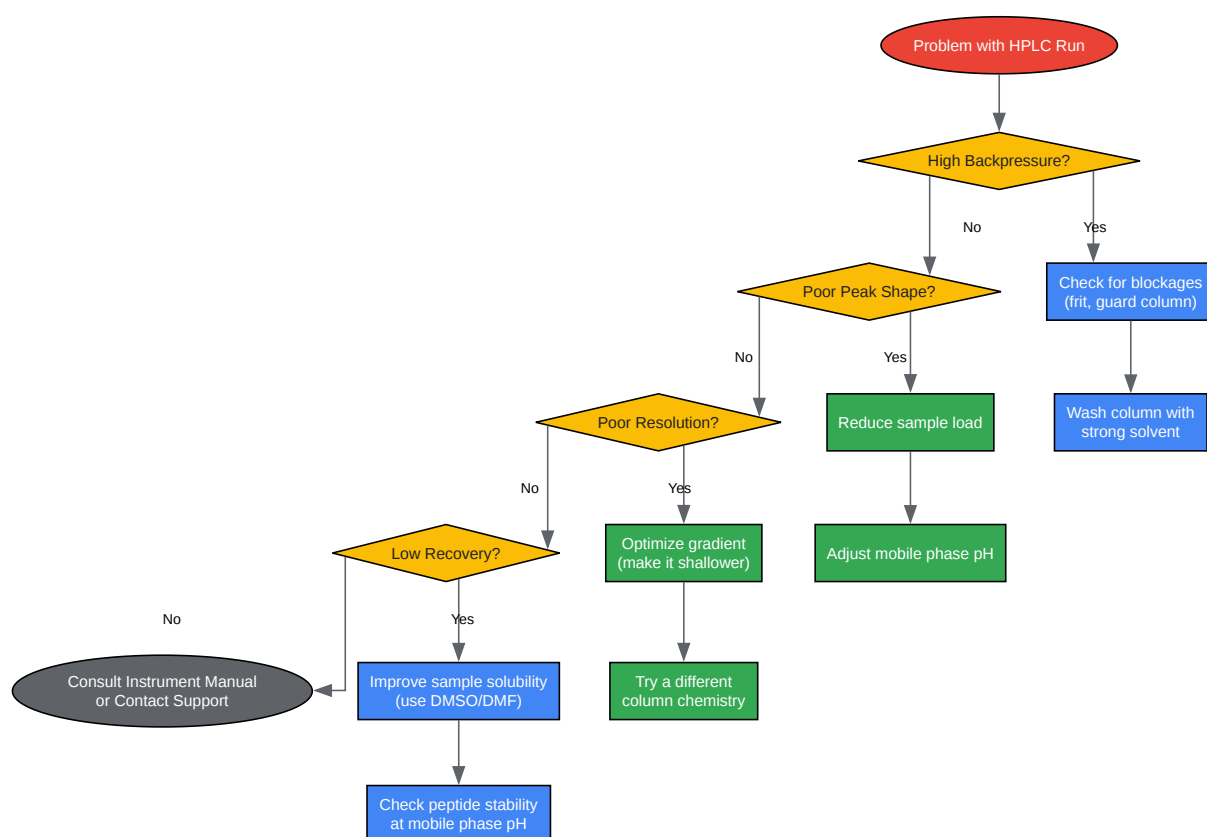 Problem with HPLC Run
High Backpressure?
No
Yes
Poor Peak Shape?
Check for blockages
(frit, guard column)
No
Yes
Poor Resolution?
Reduce sample load
Wash column with
strong solvent
No
Yes
Low Recovery?
Optimize gradient
(make it shallower)
Adjust mobile phase pH
No
Yes
Consult Instrument Manual
or Contact Support
Improve sample solubility
(use DMSO/DMF)
Try a different
column chemistry
Check peptide stability
at mobile phase pH